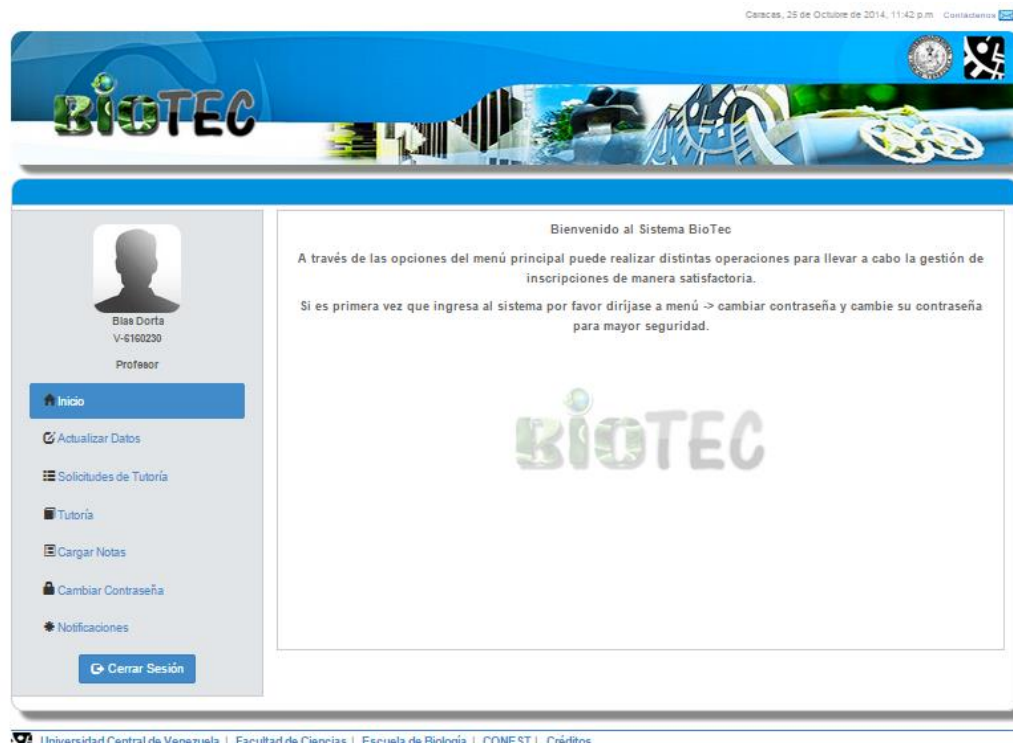 Caracas, 25 de Octubre de 2014, 11:42 p.m Contáctenos
BIOTEC
Bienvenido al Sistema BioTec
A través de las opciones del menú principal puede realizar distintas operaciones para llevar a cabo la gestión de
inscripciones de manera satisfactoria.
Si es primera vez que ingresa al sistema por favor diríjase a menú -> cambiar contraseña y cambie su contraseña
para mayor seguridad.
BIOTEC
Blas Dorta
V-6160230
Profesor
Inicio
Actualizar Datos
Solicitudes de Tutoría
Tutoría
Cargar Notas
Cambiar Contraseña
Notificaciones
Cerrar Sesión
Universidad Central de Venezuela | Facultad de Ciencias | Escuela de Biología | CONEST | Créditos